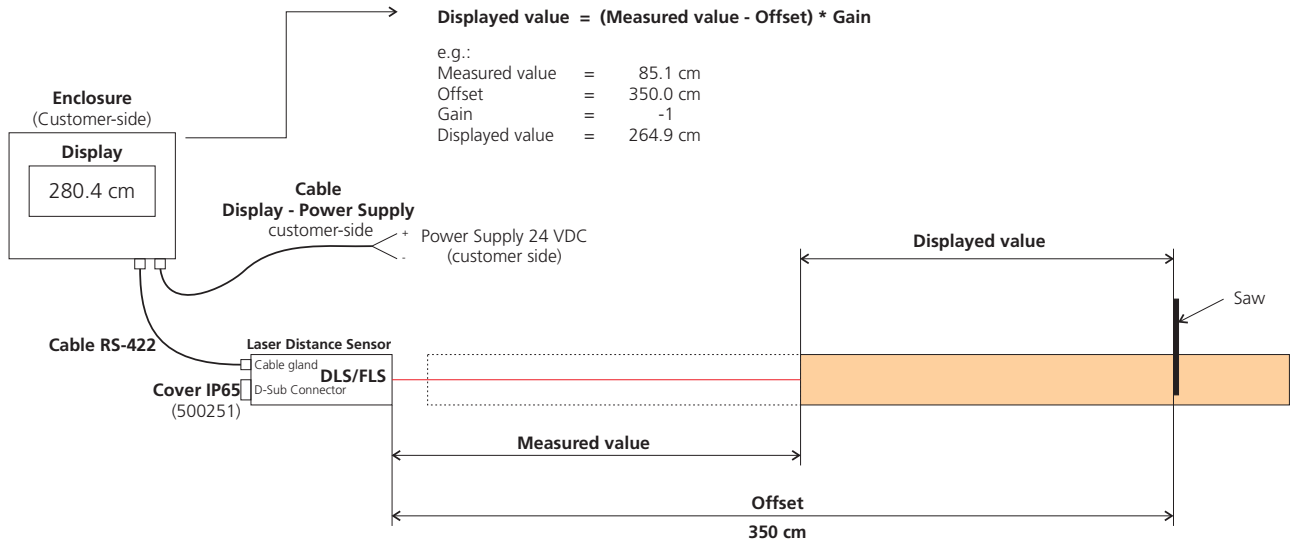 Displayed value = (Measured value - Offset) * Gain
e.g.:
Measured value = 85.1 cm
Offset = 350.0 cm
Gain = -1
Displayed value = 264.9 cm
Enclosure
(Customer-side)
Display
280.4 cm
Cable
Display - Power Supply
customer-side
+
-
Power Supply 24 VDC
(customer side)
Displayed value
Saw
Cable RS-422
Laser Distance Sensor
Cable gland
DLS/FLS
D-Sub Connector
Cover IP65
(500251)
Measured value
Offset
350 cm